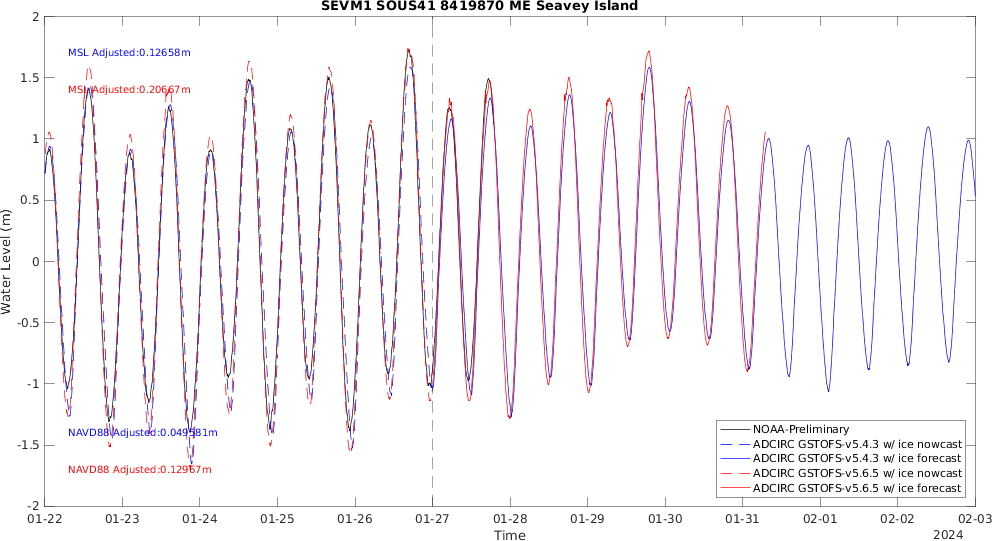 SEVM1 SOUS41 8419870 ME Seavey Island
2
1.5
1
0.5
0
-0.5
-1
-1.5
-2
Water Level (m)
MSL Adjusted:0.12658m
MSL Adjusted:0.20667m
NAVD88 Adjusted:0.049581m
NAVD88 Adjusted:0.12967m
NOAA-Preliminary
ADCIRC GSTOFS-v5.4.3 w/ ice nowcast
ADCIRC GSTOFS-v5.4.3 w/ ice forecast
ADCIRC GSTOFS-v5.6.5 w/ ice nowcast
ADCIRC GSTOFS-v5.6.5 w/ ice forecast
01-22 01-23 01-24 01-25 01-26 01-27 01-28 01-29 01-30 01-31 02-01 02-02 02-03
Time
2024